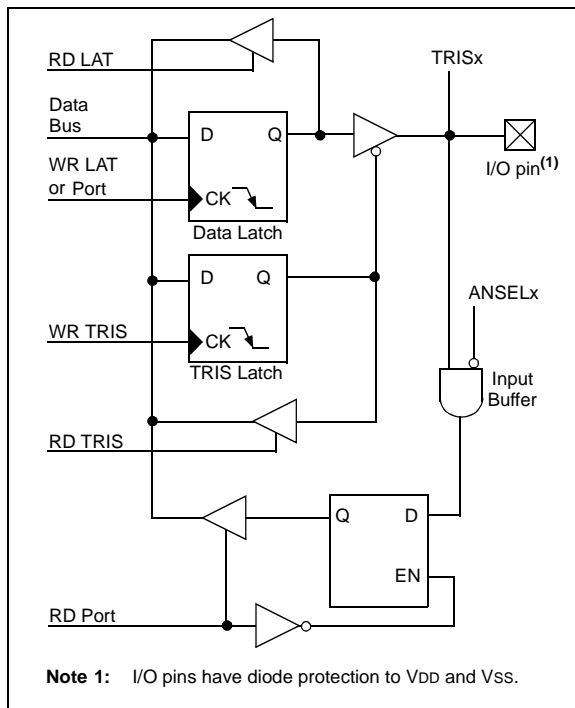 RD LAT
TRISx
Data
Bus
D
Q
I/O pin(1)
WR LAT
or Port
CK
Data Latch
D
Q
ANSELx
WR TRIS
CK
TRIS Latch
Input
Buffer
RD TRIS
Q
D
EN
RD Port
Note 1: I/O pins have diode protection to VDD and VSS.